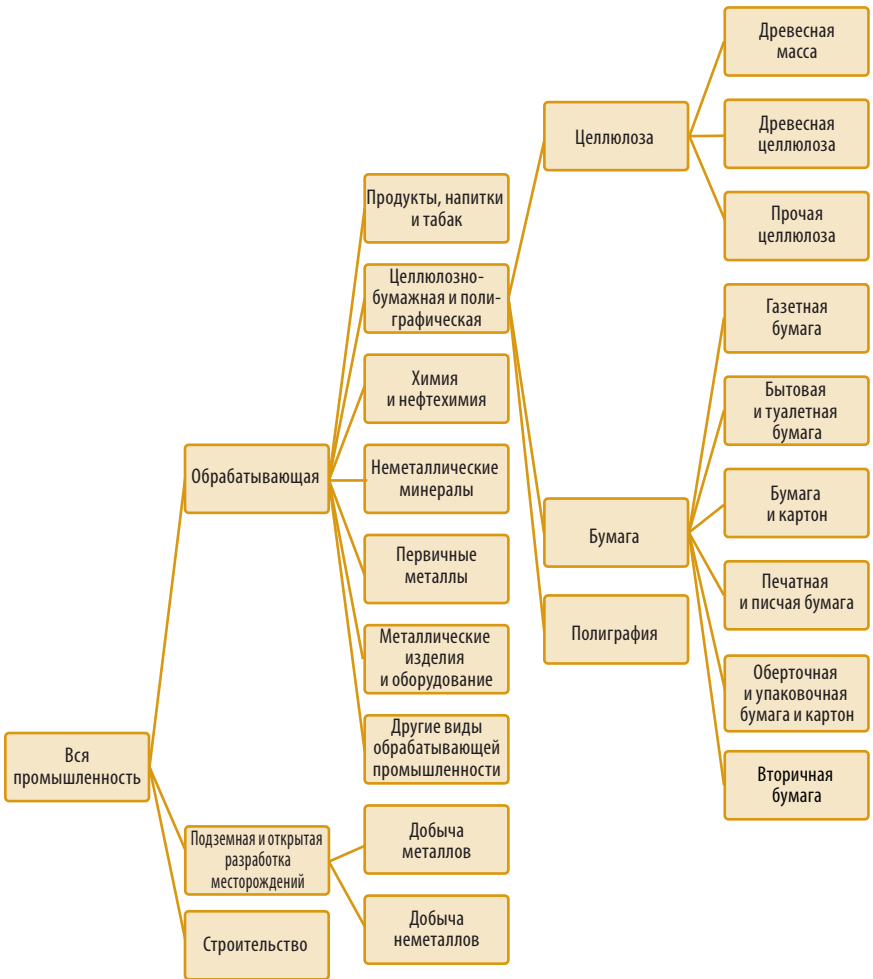 Вся
промышленность
Обрабатывающая
Подземная и открытая
разработка
месторождений
Строительство
Продукты, напитки
и табак
Целлюлозно-
бумажная и поли-
графическая
Химия
и нефтехимия
Неметаллические
минералы
Первичные
металлы
Металлические
изделия
и оборудование
Другие виды
обрабатывающей
промышленности
Добыча
металлов
Добыча
неметаллов
Целлюлоза
Бумага
Полиграфия
Древесная
масса
Древесная
целлюлоза
Прочая
целлюлоза
Газетная
бумага
Бытовая
и туалетная
бумага
Бумага
и картон
Печатная
и писчая бумага
Оберточная
и упаковочная
бумага и картон
Вторичная
бумага